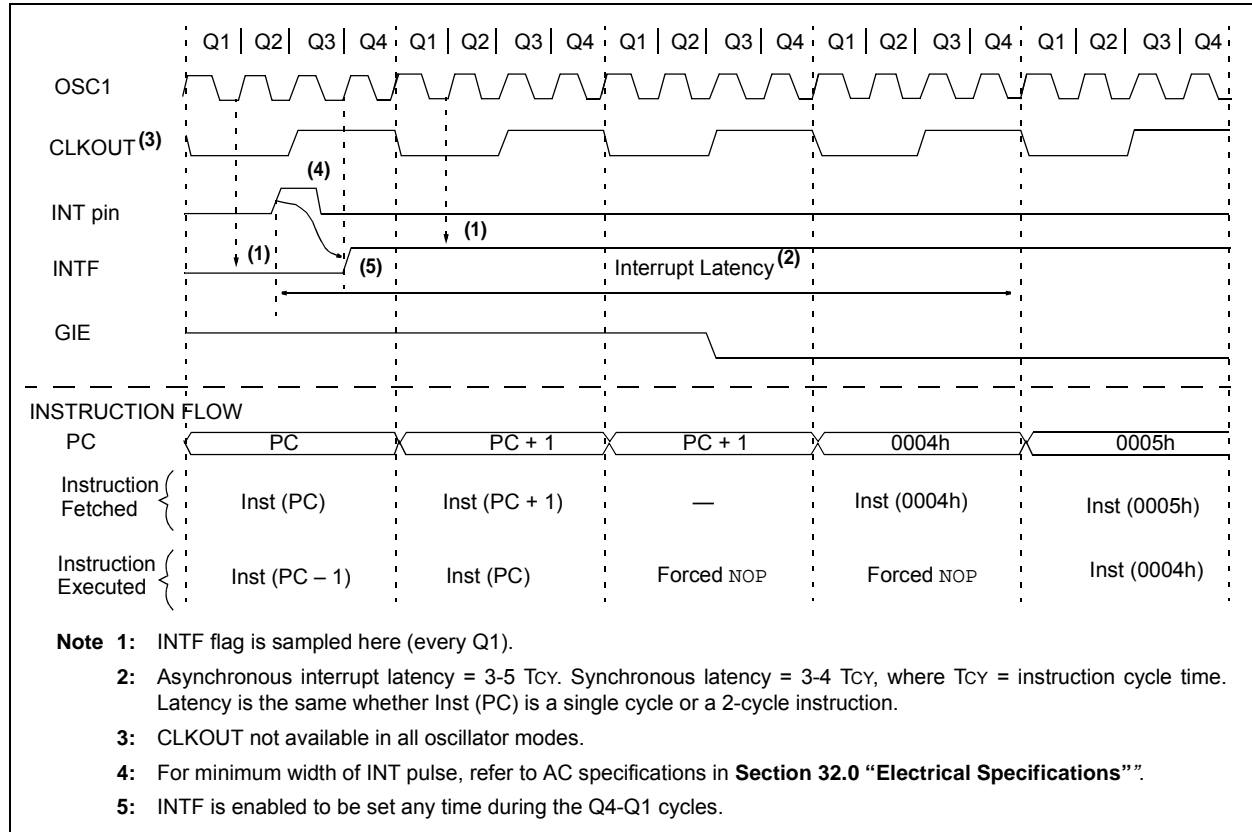 Q1 | Q2 | Q3 | Q4 Q1 | Q2 | Q3 | Q4 Q1 | Q2 | Q3 | Q4 Q1 | Q2 | Q3 | Q4 Q1 | Q2 | Q3 | Q4
OSC1
CLKOUT (3)
(4)
INT pin
(1)
(1)
INTF
(5)
Interrupt Latency (2)
GIE
INSTRUCTION FLOW
PC PC PC + 1 PC + 1 0004h 0005h
Instruction
Fetched
Inst (PC) Inst (PC + 1) — Inst (0004h) Inst (0005h)
Instruction
Executed
Inst (PC – 1) Inst (PC) Forced NOP Forced NOP Inst (0004h)
Note 1: INTF flag is sampled here (every Q1).
2: Asynchronous interrupt latency = 3-5 TCY. Synchronous latency = 3-4 TCY, where TCY = instruction cycle time.
Latency is the same whether Inst (PC) is a single cycle or a 2-cycle instruction.
3: CLKOUT not available in all oscillator modes.
4: For minimum width of INT pulse, refer to AC specifications in Section 32.0 “Electrical Specifications””.
5: INTF is enabled to be set any time during the Q4-Q1 cycles.